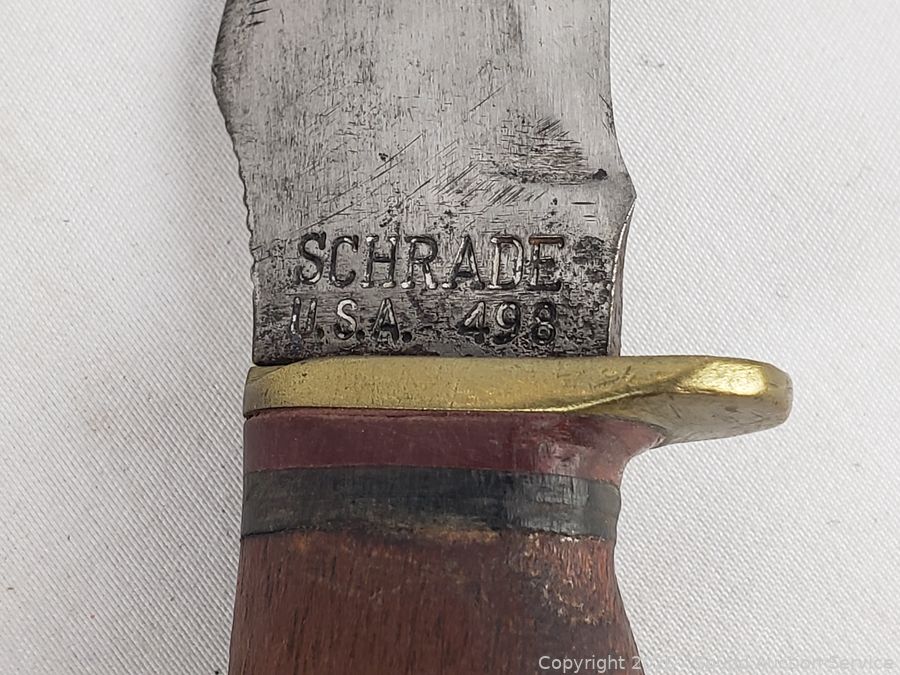 SCHRADE
U.S.A. 498
Copyright Auction Service